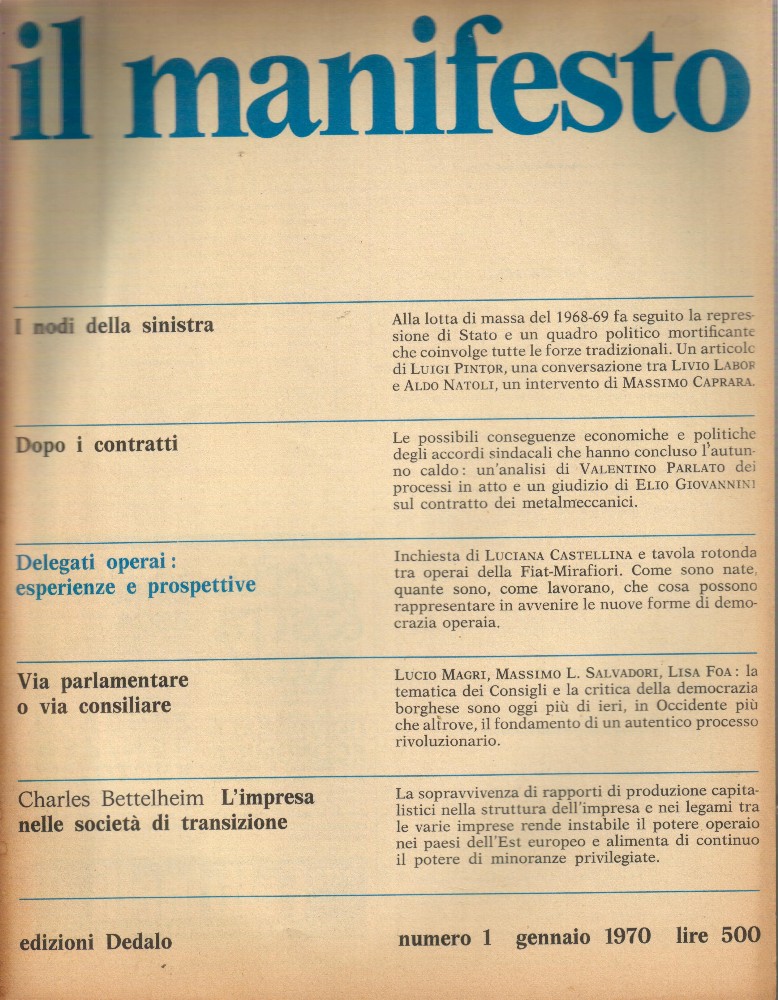 il manifesto
I nodi della sinistra
Alla lotta di massa del 1968-69 fa seguito la repres-
sione di Stato e un quadro politico mortificante
che coinvolge tutte le forze tradizionali. Un articolo
di LUIGI PINTOR, una conversazione tra LIVIO LABOR
e ALDO NATOLI, un intervento di MASSIMO CAPRARA.
Dopo i contratti
Le possibili conseguenze economiche e politiche
degli accordi sindacali che hanno concluso l'autun-
no caldo: un'analisi di VALENTINO PARLATO dei
processi in atto e un giudizio di ELIO GIOVANNINI
sul contratto dei metalmeccanici.
Delegati operai:
esperienze e prospettive
Inchiesta di LUCIANA CASTELLINA e tavola rotonda
tra operai della Fiat-Mirafiori. Come sono nate,
quante sono, come lavorano, che cosa possono
rappresentare in avvenire le nuove forme di demo-
crazia operaia.
Via parlamentare
o via consiliare
LUCIO MAGRI, MASSIMO L. SALVADORI, LISA FOA: la
tematica dei Consigli e la critica della democrazia
borghese sono oggi più di ieri, in Occidente più
che altrove, il fondamento di un autentico processo
rivoluzionario.
Charles Bettelheim L'impresa
nelle società di transizione
La sopravvivenza di rapporti di produzione capita-
listici nella struttura dell'impresa e nei legami tra
le varie imprese rende instabile il potere operaio
nei paesi dell'Est europeo e alimenta di continuo
il potere di minoranze privilegiate.
edizioni Dedalo
numero 1 gennaio 1970 lire 500